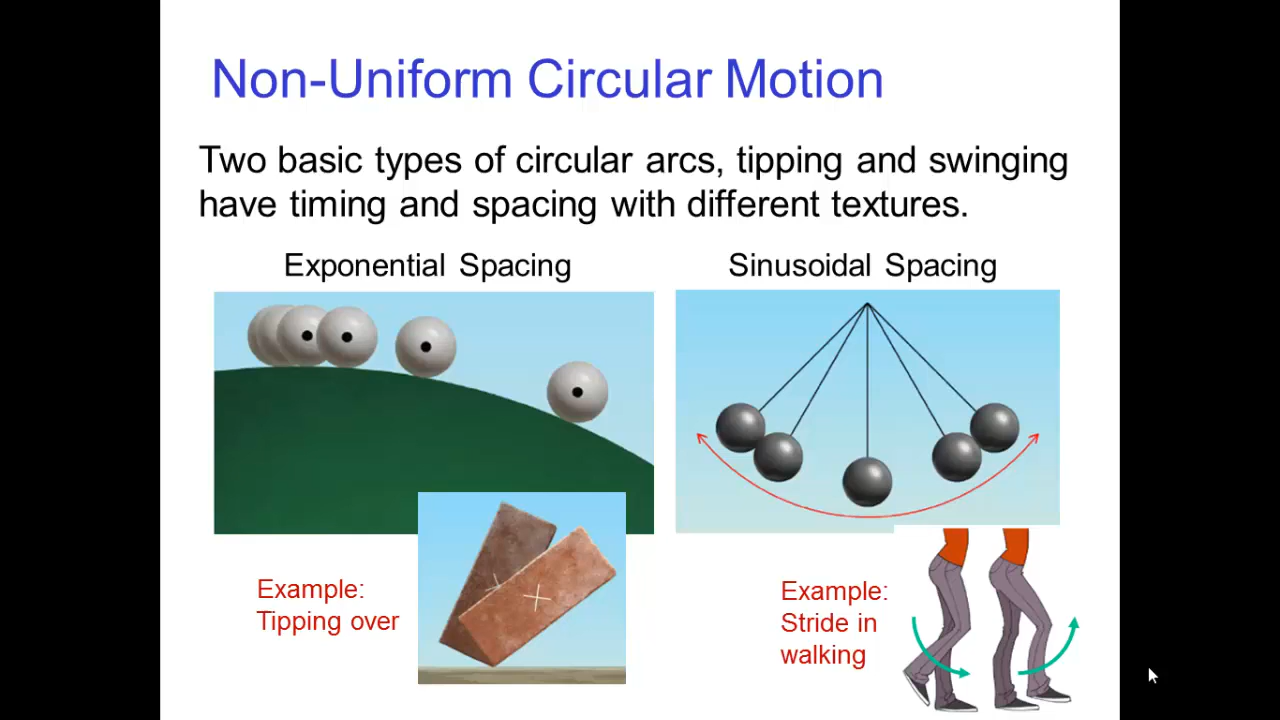 Non-Uniform Circular Motion
Two basic types of circular arcs, tipping and swinging
have timing and spacing with different textures.
Exponential Spacing
Sinusoidal Spacing
Example:
Tipping over
Example:
Stride in
walking